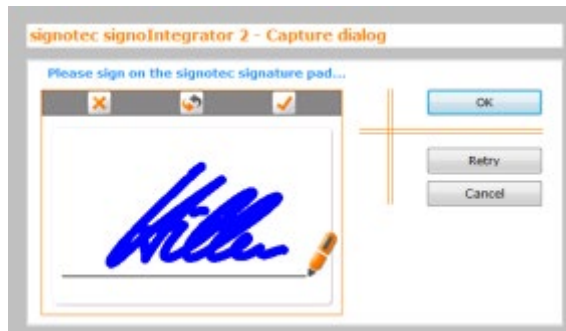 signotec signoIntegrator 2 - Capture dialog
Please sign on the signotec signature pad...
OK
Retry
Cancel